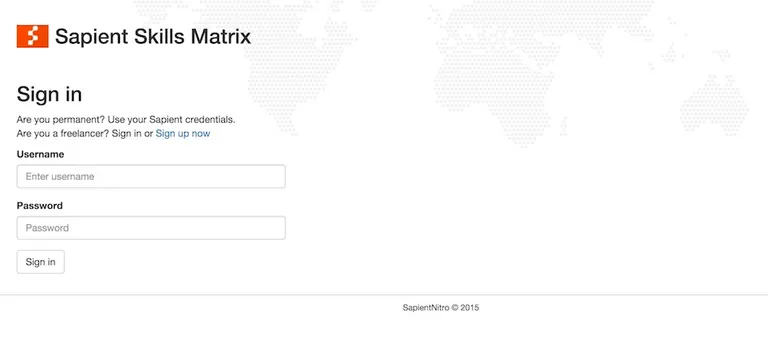 Sapient Skills Matrix
Sign in
Are you permanent? Use your Sapient credentials.
Are you a freelancer? Sign in or Sign up now
Username
Enter username
Password
Password
Sign in
SapientNitro © 2015